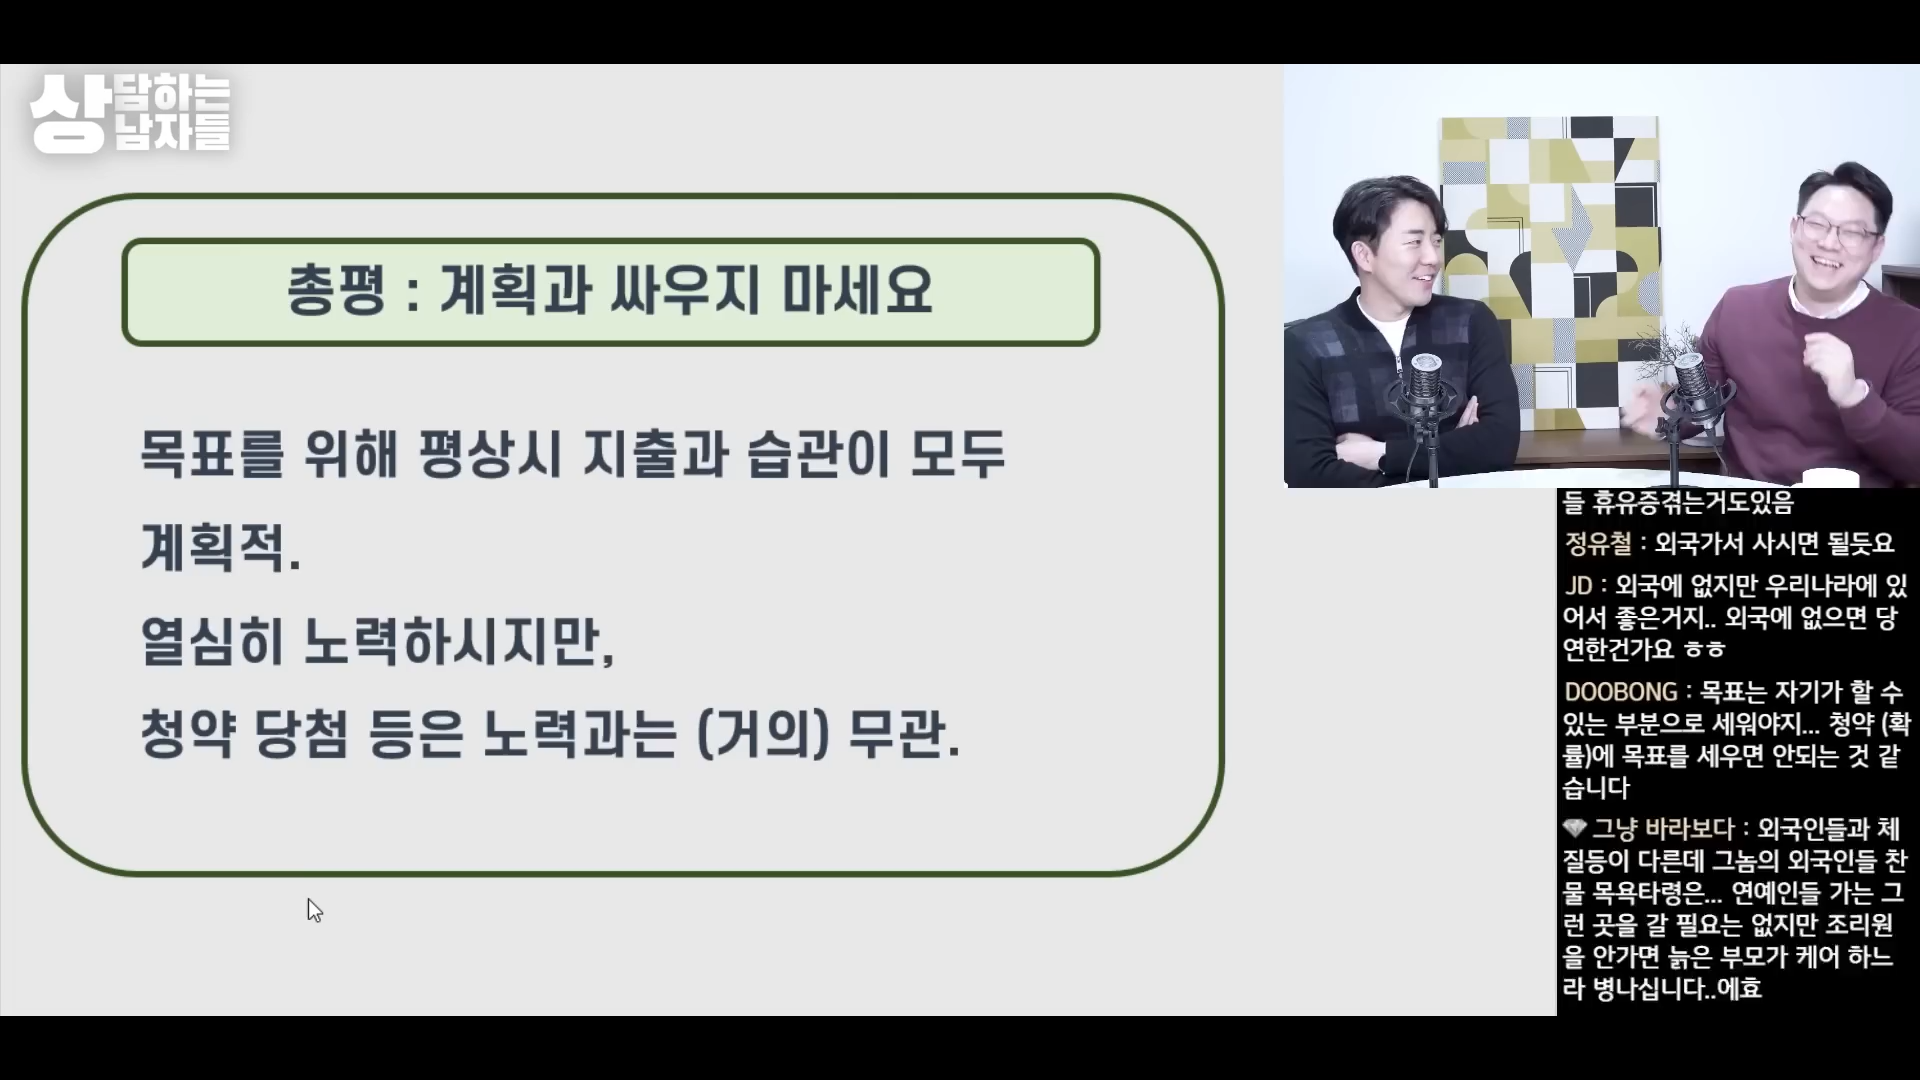 상담하는
남자들
총평 : 계획과 싸우지 마세요
목표를 위해 평상시 지출과 습관이 모두
계획적.
열심히 노력하시지만,
청약 당첨 등은 노력과는 (거의) 무관.
들 휴유증겪는거도있음
정유철 : 외국가서 사시면 될듯요
JD : 외국에 없지만 우리나라에 있
어서 좋은거지.. 외국에 없으면 당
연한건가요 ㅎㅎ
DOOBONG : 목표는 자기가 할 수
있는 부분으로 세워야지... 청약 (확
률)에 목표를 세우면 안되는 것 같
습니다
그냥 바라보다 : 외국인들과 체
질등이 다른데 그놈의 외국인들 찬
물 목욕타령은... 연예인들 가는 그
런 곳을 갈 필요는 없지만 조리원
을 안가면 늙은 부모가 케어 하느
라 병나십니다..에효